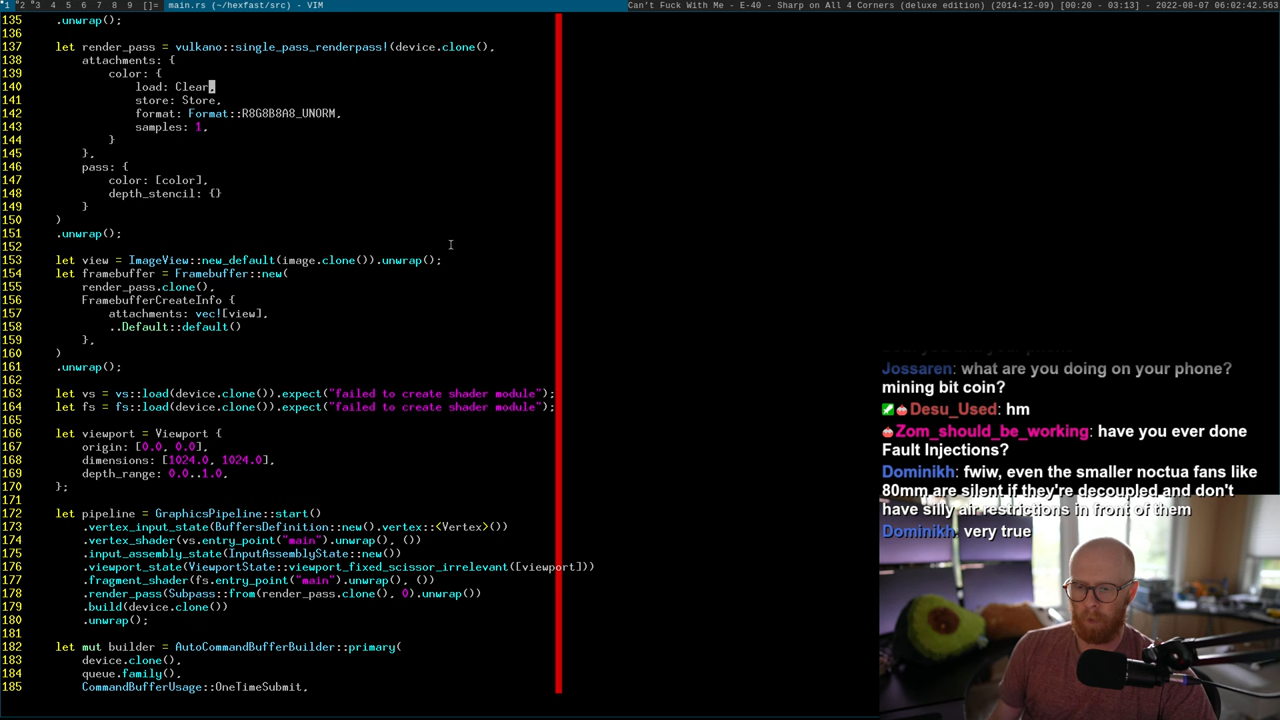 1 2 3 4 5 6 7 8 9 []= main.rs (~/hexfast/src) - VIM
Can't Fuck With Me - E-40 - Sharp on All 4 Corners (deluxe edition) (2014-12-09) [00:20 - 03:13] - 2022-08-07 06:02:42.563
135 .unwrap();
136
137 let render_pass = vulkano::single_pass_renderpass!(device.clone(),
138 attachments: {
139 color: {
140 load: Clear,
141 store: Store,
142 format: Format::R8G8B8A8_UNORM,
143 samples: 1,
144 }
145 },
146 pass: {
147 color: [color],
148 depth_stencil: {}
149 }
150 )
151 .unwrap();
152
153 let view = ImageView::new_default(image.clone()).unwrap();
154 let framebuffer = Framebuffer::new(
155 render_pass.clone(),
156 FramebufferCreateInfo {
157 attachments: vec![view],
158 ..Default::default()
159 },
160 )
161 .unwrap();
162
163 let vs = vs::load(device.clone()).expect("failed to create shader module");
164 let fs = fs::load(device.clone()).expect("failed to create shader module");
165
166 let viewport = Viewport {
167 origin: [0.0, 0.0],
168 dimensions: [1024.0, 1024.0],
169 depth_range: 0.0..1.0,
170 };
171
172 let pipeline = GraphicsPipeline::start()
173 .vertex_input_state(BuffersDefinition::new().vertex::<Vertex>())
174 .vertex_shader(vs.entry_point("main").unwrap(), ())
175 .input_assembly_state(InputAssemblyState::new())
176 .viewport_state(ViewportState::viewport_fixed_scissor_irrelevant([viewport]))
177 .fragment_shader(fs.entry_point("main").unwrap(), ())
178 .render_pass(Subpass::from(render_pass.clone(), 0).unwrap())
179 .build(device.clone())
180 .unwrap();
181
182 let mut builder = AutoCommandBufferBuilder::primary(
183 device.clone(),
184 queue.family(),
185 CommandBufferUsage::OneTimeSubmit,
Jossaren: what are you doing on your phone?
mining bit coin?
Desu_Used: hm
Zom_should_be_working: have you ever done
Fault Injections?
Dominikh: fwiw, even the smaller noctua fans like
80mm are silent if they're decoupled and don't
have silly air restrictions in front of them
Dominikh: very true